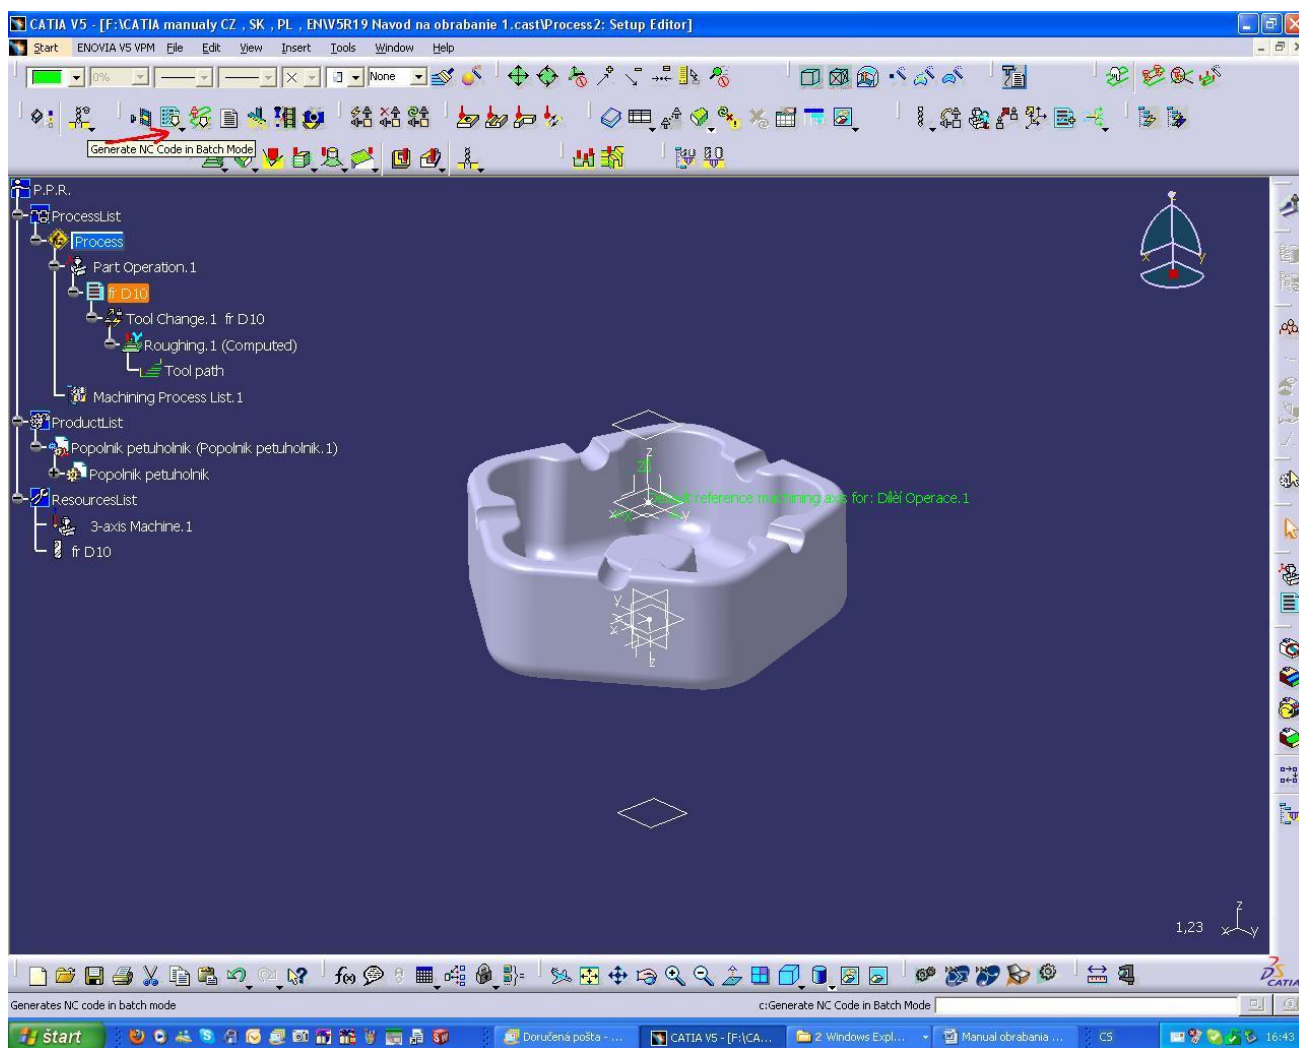 CATIA V5 - [F:\CATIA manualy CZ , SK , PL , EN\V5R19 Navod na obrabanie 1.cast\Process2: Setup Editor]
Start ENOVIA V5 VPM File Edit View Insert Tools Window Help
0% None
Generate NC Code in Batch Mode
P.P.R.
ProcessList
Process
Part Operation.1
fr D10
Tool Change.1 fr D10
Roughing.1 (Computed)
Tool path
Machining Process List.1
ProductList
Popolnik petuholnik (Popolnik petuholnik.1)
Popolnik petuholnik
ResourcesList
3-axis Machine.1
fr D10
z
x y
reference machining axis for: Dílèí Operace.1
y
x
z
x y
z
1,23 x y
f(x)
CATIA
Generates NC code in batch mode c:Generate NC Code in Batch Mode
štart Doručená pošta - ... CATIA V5 - [F:\CA... 2 Windows Expl... Manual obrabania ... CS 16:43